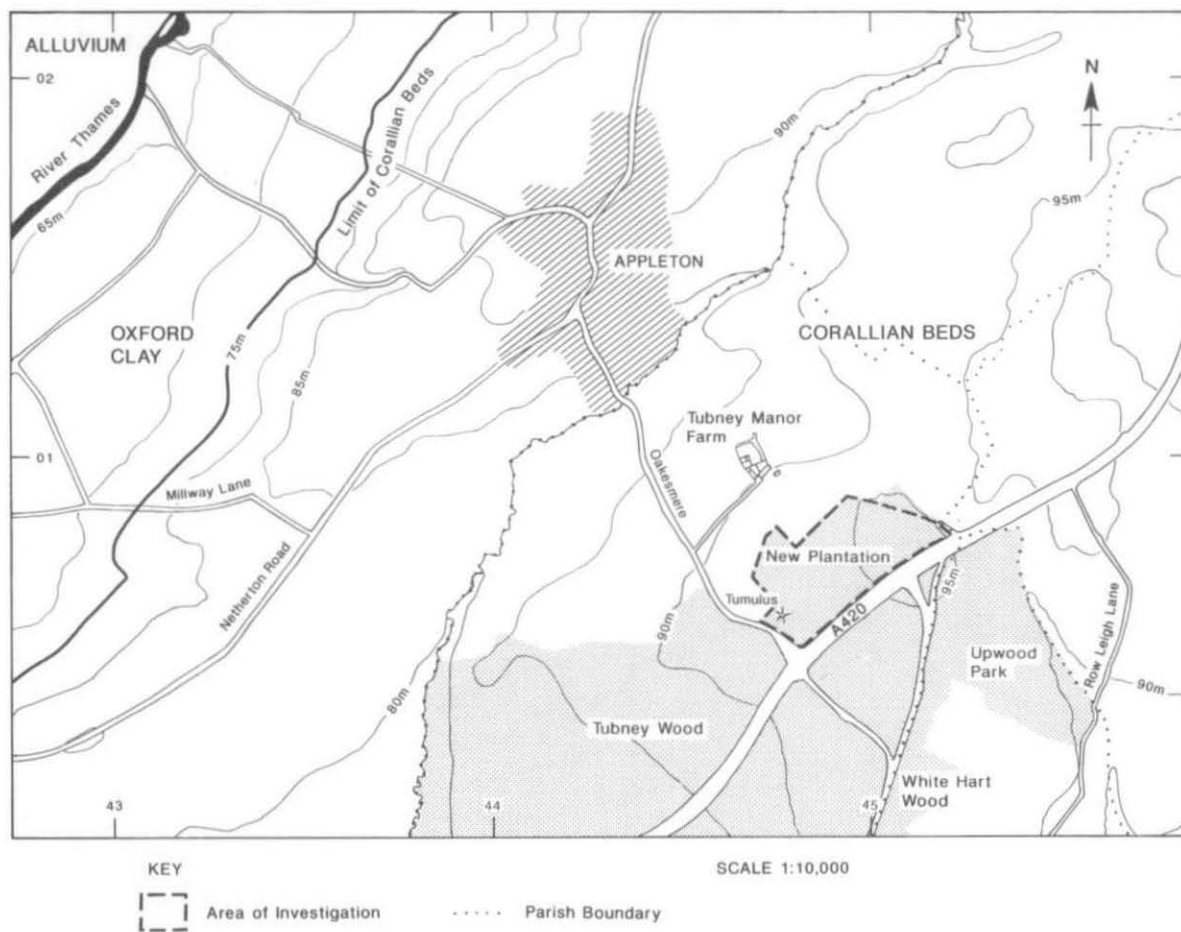 ALLUVIUM
02
River Thames
65m
Limit of Corallian Beds
90m
N
95m
APPLETON
OXFORD
CLAY
75m
85m
CORALLIAN BEDS
Tubney Manor
Farm
01
Oakesmere
Millway Lane
Netherton Road
New Plantation
Tumulus
A420
95m
90m
Upwood
Park
Row Leigh Lane
90m
80m
Tubney Wood
White Hart
Wood
43
44
45
KEY
SCALE 1:10,000
Area of Investigation
Parish Boundary